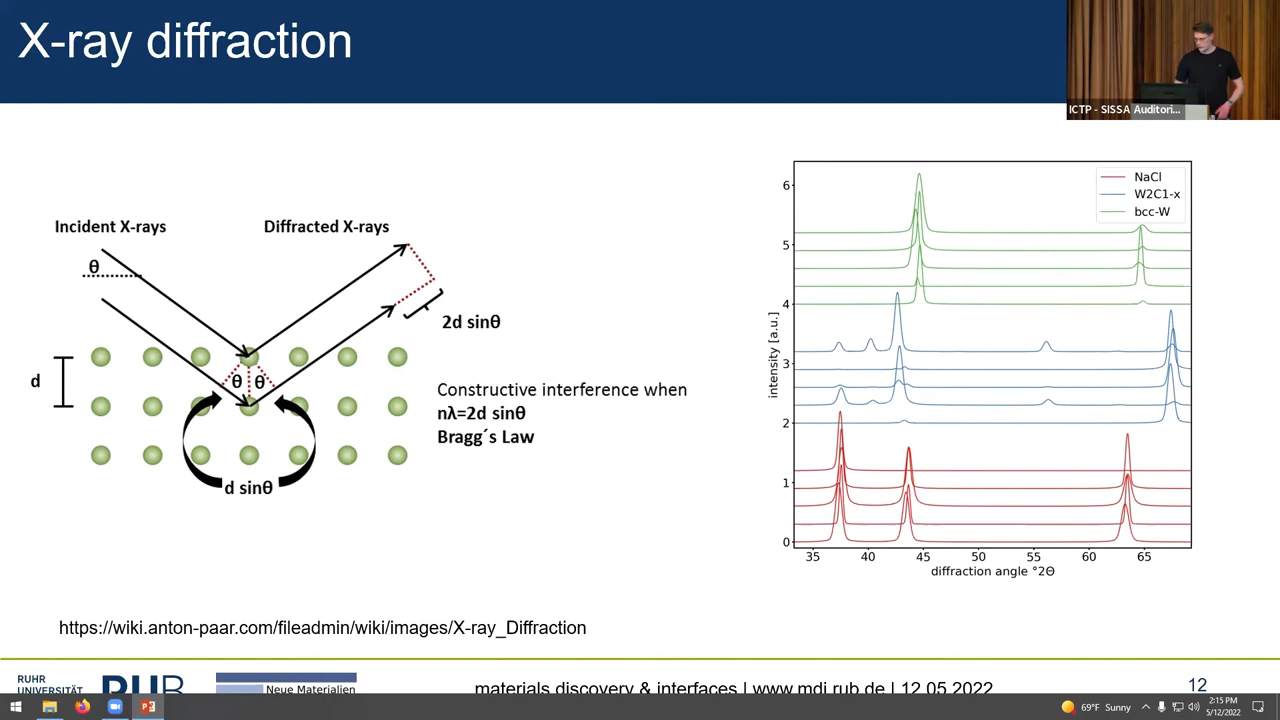 X-ray diffraction
ICTP - SISSA Auditori...
Incident X-rays
Diffracted X-rays
θ
2d sinθ
d
θ θ
d sinθ
Constructive interference when
nλ=2d sinθ
Bragg´s Law
NaCl
W2C1-x
bcc-W
6
5
4
3
2
1
0
intensity [a.u.]
35 40 45 50 55 60 65
diffraction angle °2Θ
https://wiki.anton-paar.com/fileadmin/wiki/images/X-ray_Diffraction
RUHR
UNIVERSITÄT
RUB
Neue Materialien
materials discovery & interfaces | www.mdi.rub.de | 12.05.2022
12
69°F Sunny
2:15 PM
5/12/2022